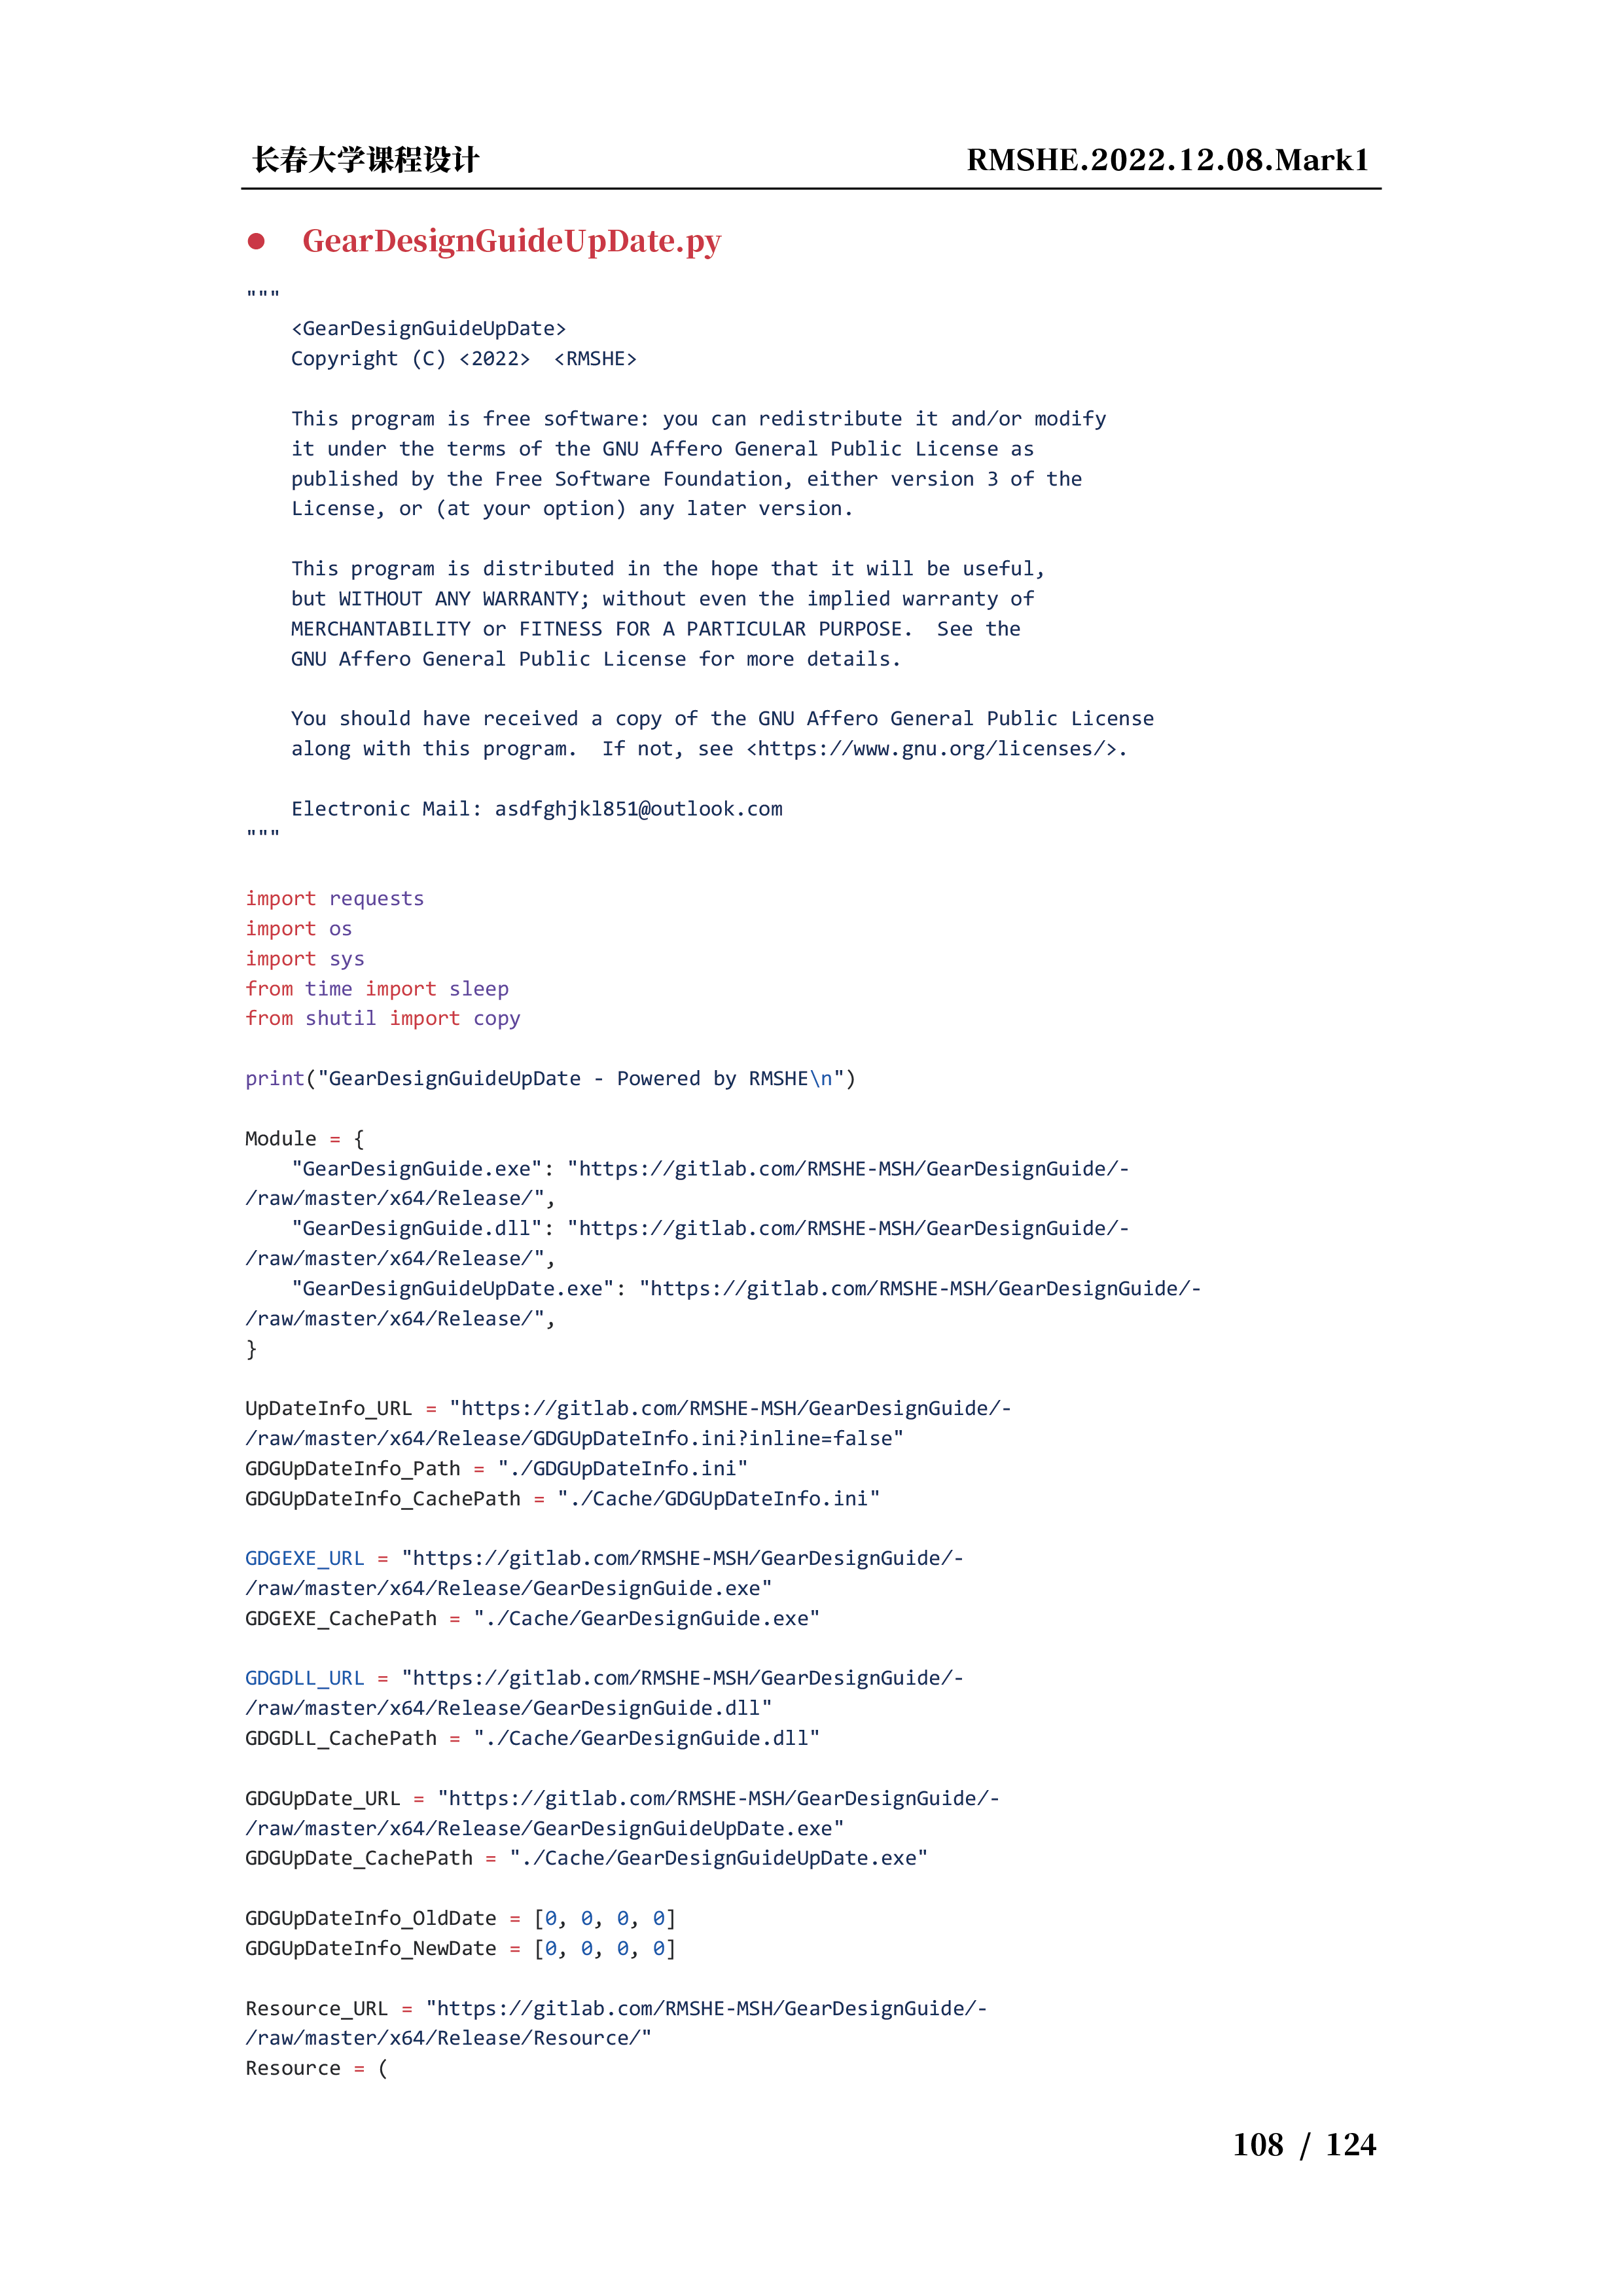 长春大学课程设计 RMSHE.2022.12.08.Mark1
● GearDesignGuideUpDate.py
"""
    <GearDesignGuideUpDate>
    Copyright (C) <2022>  <RMSHE>

    This program is free software: you can redistribute it and/or modify
    it under the terms of the GNU Affero General Public License as
    published by the Free Software Foundation, either version 3 of the
    License, or (at your option) any later version.

    This program is distributed in the hope that it will be useful,
    but WITHOUT ANY WARRANTY; without even the implied warranty of
    MERCHANTABILITY or FITNESS FOR A PARTICULAR PURPOSE.  See the
    GNU Affero General Public License for more details.

    You should have received a copy of the GNU Affero General Public License
    along with this program.  If not, see <https://www.gnu.org/licenses/>.

    Electronic Mail: asdfghjkl851@outlook.com
"""

import requests
import os
import sys
from time import sleep
from shutil import copy

print("GearDesignGuideUpDate - Powered by RMSHE\n")

Module = {
    "GearDesignGuide.exe": "https://gitlab.com/RMSHE-MSH/GearDesignGuide/-
/raw/master/x64/Release/",
    "GearDesignGuide.dll": "https://gitlab.com/RMSHE-MSH/GearDesignGuide/-
/raw/master/x64/Release/",
    "GearDesignGuideUpDate.exe": "https://gitlab.com/RMSHE-MSH/GearDesignGuide/-
/raw/master/x64/Release/",
}

UpDateInfo_URL = "https://gitlab.com/RMSHE-MSH/GearDesignGuide/-
/raw/master/x64/Release/GDGUpDateInfo.ini?inline=false"
GDGUpDateInfo_Path = "./GDGUpDateInfo.ini"
GDGUpDateInfo_CachePath = "./Cache/GDGUpDateInfo.ini"

GDGEXE_URL = "https://gitlab.com/RMSHE-MSH/GearDesignGuide/-
/raw/master/x64/Release/GearDesignGuide.exe"
GDGEXE_CachePath = "./Cache/GearDesignGuide.exe"

GDGDLL_URL = "https://gitlab.com/RMSHE-MSH/GearDesignGuide/-
/raw/master/x64/Release/GearDesignGuide.dll"
GDGDLL_CachePath = "./Cache/GearDesignGuide.dll"

GDGUpDate_URL = "https://gitlab.com/RMSHE-MSH/GearDesignGuide/-
/raw/master/x64/Release/GearDesignGuideUpDate.exe"
GDGUpDate_CachePath = "./Cache/GearDesignGuideUpDate.exe"

GDGUpDateInfo_OldDate = [0, 0, 0, 0]
GDGUpDateInfo_NewDate = [0, 0, 0, 0]

Resource_URL = "https://gitlab.com/RMSHE-MSH/GearDesignGuide/-
/raw/master/x64/Release/Resource/"
Resource = (
108 / 124